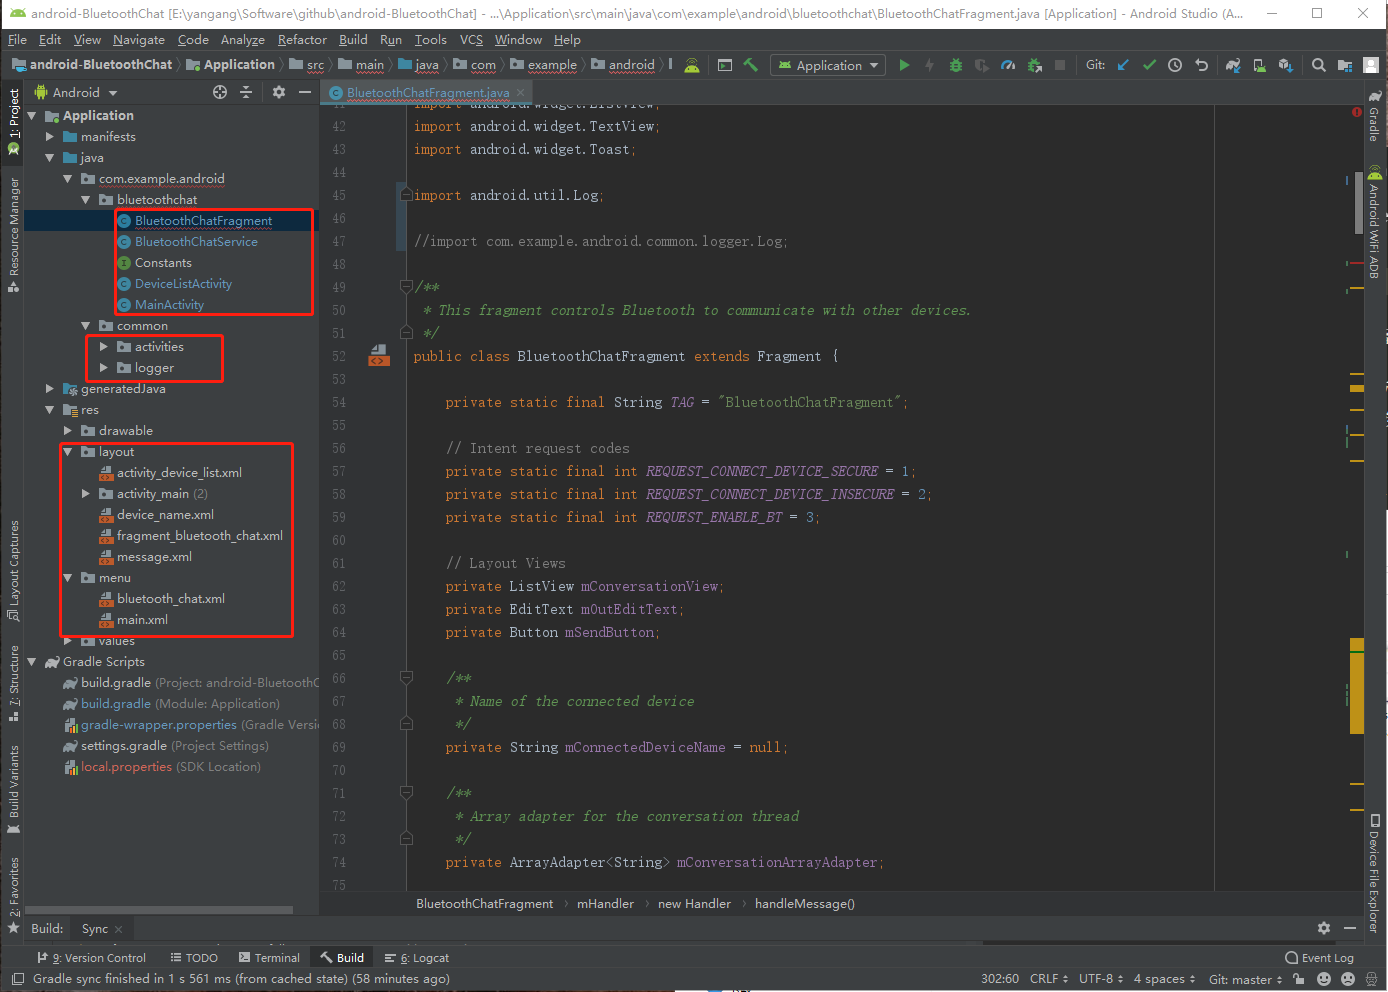 android-BluetoothChat [E:\yangang\Software\github\android-BluetoothChat] - ...\Application\src\main\java\com\example\android\bluetoothchat\BluetoothChatFragment.java [Application] - Android Studio (A...
File Edit View Navigate Code Analyze Refactor Build Run Tools VCS Window Help
android-BluetoothChat Application src main java com example android Application Git:
1: Project
Resource Manager
Layout Captures
7: Structure
Build Variants
2: Favorites
Android
Application
manifests
java
com.example.android
bluetoothchat
BluetoothChatFragment
BluetoothChatService
Constants
DeviceListActivity
MainActivity
common
activities
logger
generatedJava
res
drawable
layout
activity_device_list.xml
activity_main (2)
device_name.xml
fragment_bluetooth_chat.xml
message.xml
menu
bluetooth_chat.xml
main.xml
values
Gradle Scripts
build.gradle (Project: android-BluetoothC
build.gradle (Module: Application)
gradle-wrapper.properties (Gradle Versi
settings.gradle (Project Settings)
local.properties (SDK Location)
BluetoothChatFragment.java
41 import android.widget.ListView;
42 import android.widget.TextView;
43 import android.widget.Toast;
44
45 import android.util.Log;
46
47 //import com.example.android.common.logger.Log;
48
49 /**
50 * This fragment controls Bluetooth to communicate with other devices.
51 */
52 public class BluetoothChatFragment extends Fragment {
53
54 private static final String TAG = "BluetoothChatFragment";
55
56 // Intent request codes
57 private static final int REQUEST_CONNECT_DEVICE_SECURE = 1;
58 private static final int REQUEST_CONNECT_DEVICE_INSECURE = 2;
59 private static final int REQUEST_ENABLE_BT = 3;
60
61 // Layout Views
62 private ListView mConversationView;
63 private EditText mOutEditText;
64 private Button mSendButton;
65
66 /**
67 * Name of the connected device
68 */
69 private String mConnectedDeviceName = null;
70
71 /**
72 * Array adapter for the conversation thread
73 */
74 private ArrayAdapter<String> mConversationArrayAdapter;
75
BluetoothChatFragment › mHandler › new Handler › handleMessage()
Gradle
Android WiFi ADB
Device File Explorer
Build: Sync
9: Version Control TODO Terminal Build 6: Logcat Event Log
Gradle sync finished in 1 s 561 ms (from cached state) (58 minutes ago) 302:60 CRLF UTF-8 4 spaces Git: master